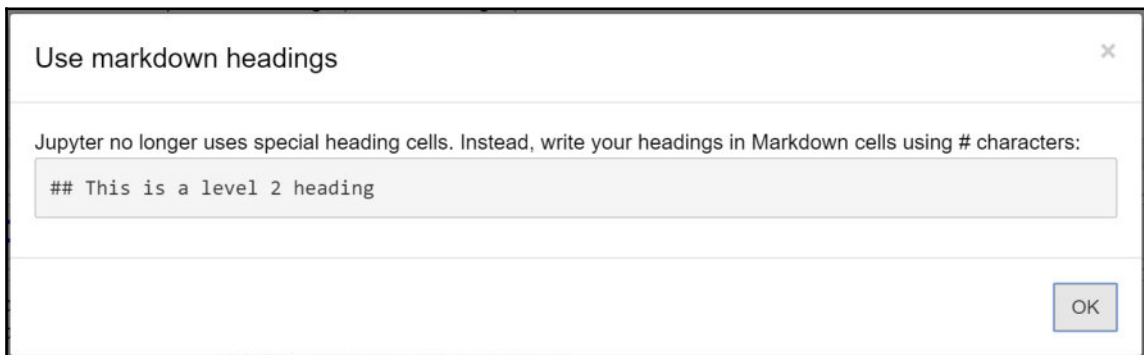 Use markdown headings
×
Jupyter no longer uses special heading cells. Instead, write your headings in Markdown cells using # characters:
## This is a level 2 heading
OK